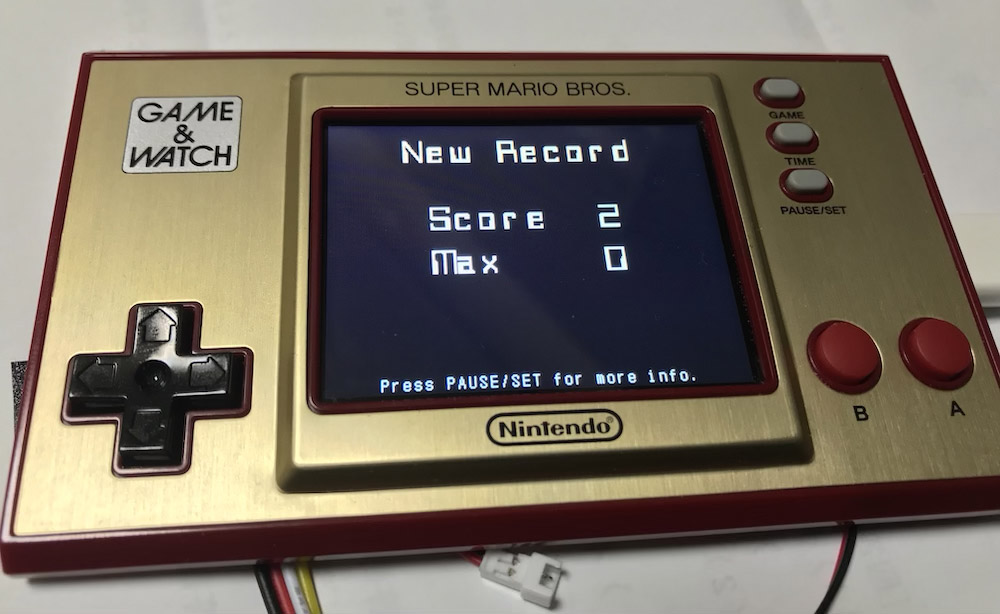 SUPER MARIO BROS.
GAME
&
WATCH
New Record
Score 2
Max 0
Press PAUSE/SET for more info.
Nintendo®
GAME
TIME
PAUSE/SET
B
A